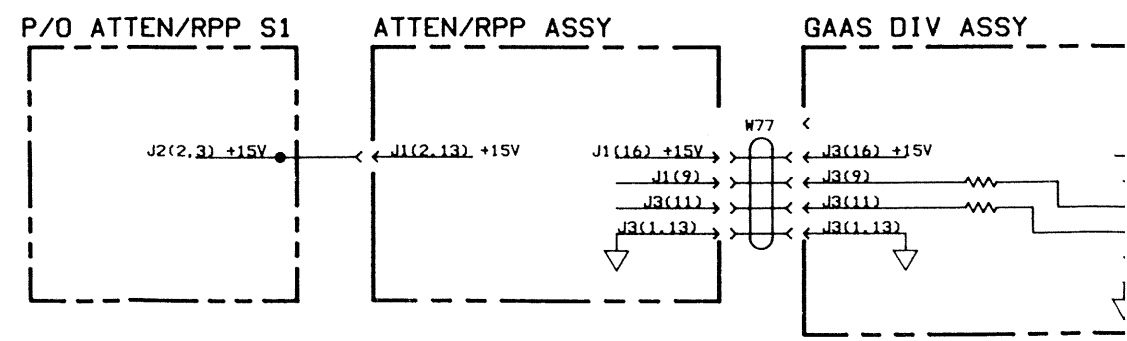 P/O ATTEN/RPP S1
ATTEN/RPP ASSY
GAAS DIV ASSY
W77
J2(2,3) +15V
J1(2,13) +15V
J1(16) +15V
J3(16) +15V
J1(9)
J3(9)
J3(11)
J3(11)
J3(1,13)
J3(1,13)